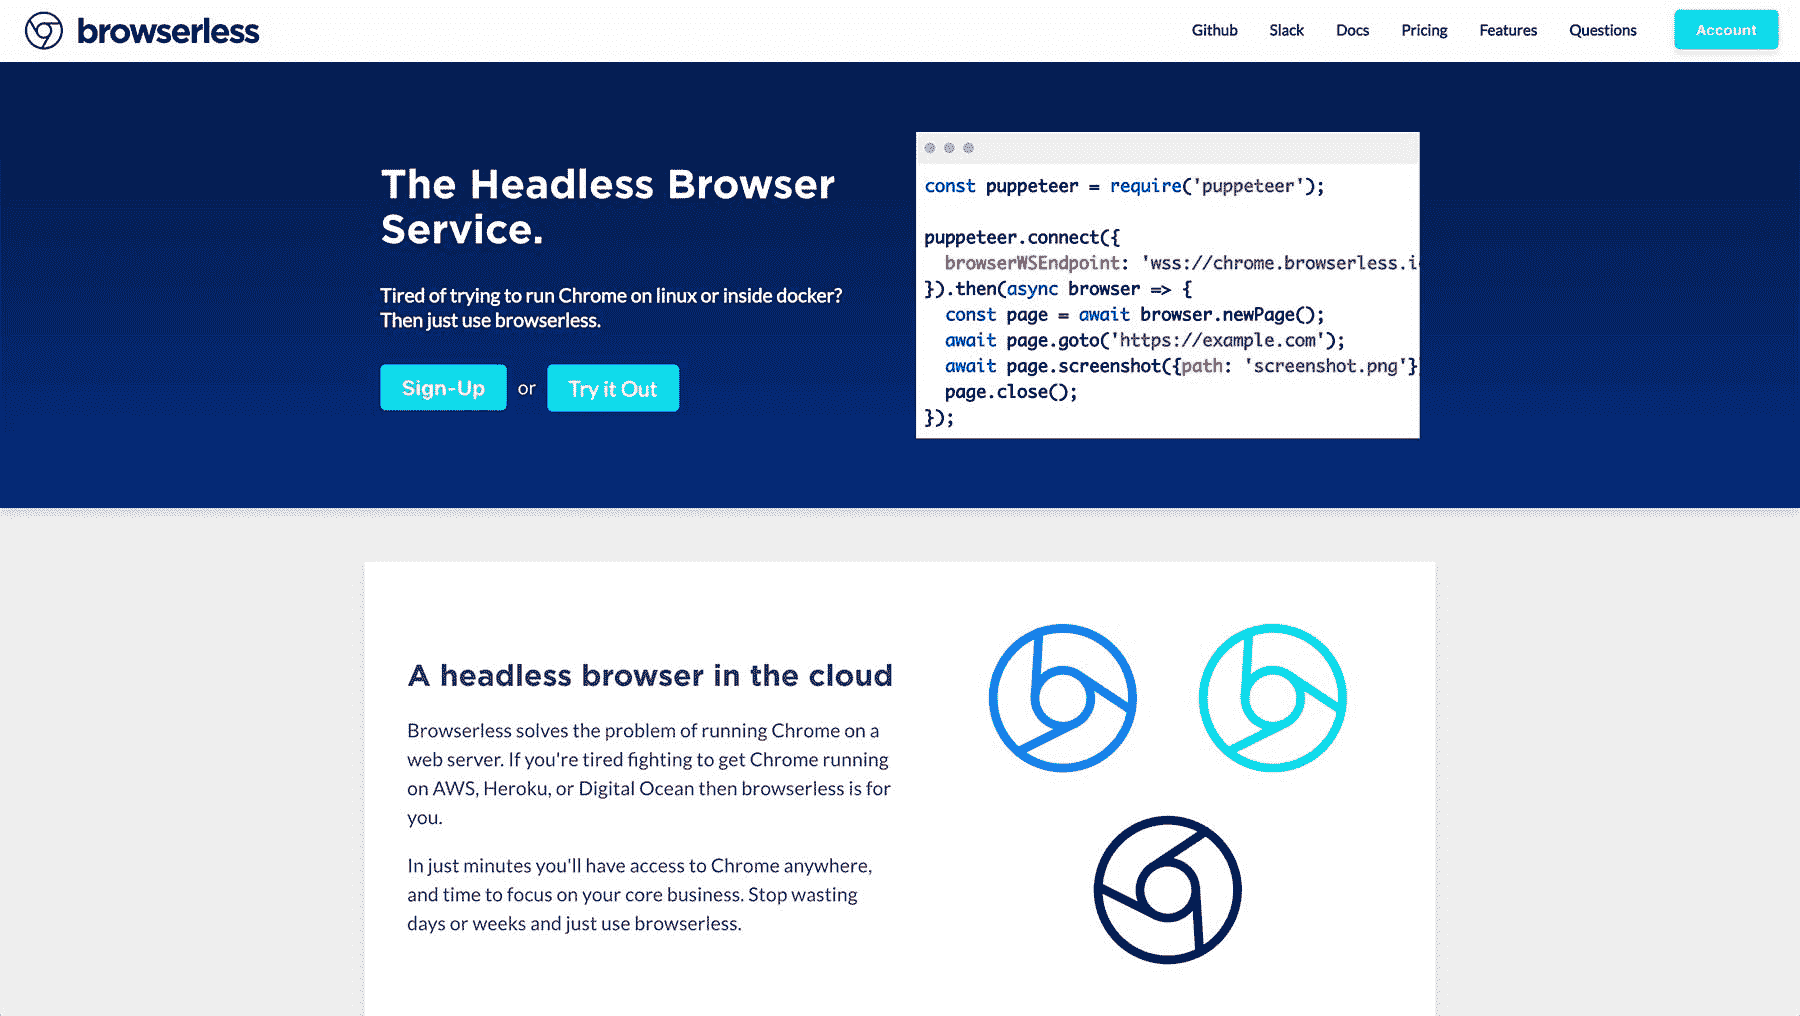 browserless
Github Slack Docs Pricing Features Questions Account
The Headless Browser
Service.
Tired of trying to run Chrome on linux or inside docker?
Then just use browserless.
Sign-Up or Try it Out
const puppeteer = require('puppeteer');
puppeteer.connect({
browserWSEndpoint: 'wss://chrome.browserless.i
}).then(async browser => {
const page = await browser.newPage();
await page.goto('https://example.com');
await page.screenshot({path: 'screenshot.png'}
page.close();
});
A headless browser in the cloud
Browserless solves the problem of running Chrome on a
web server. If you're tired fighting to get Chrome running
on AWS, Heroku, or Digital Ocean then browserless is for
you.
In just minutes you'll have access to Chrome anywhere,
and time to focus on your core business. Stop wasting
days or weeks and just use browserless.